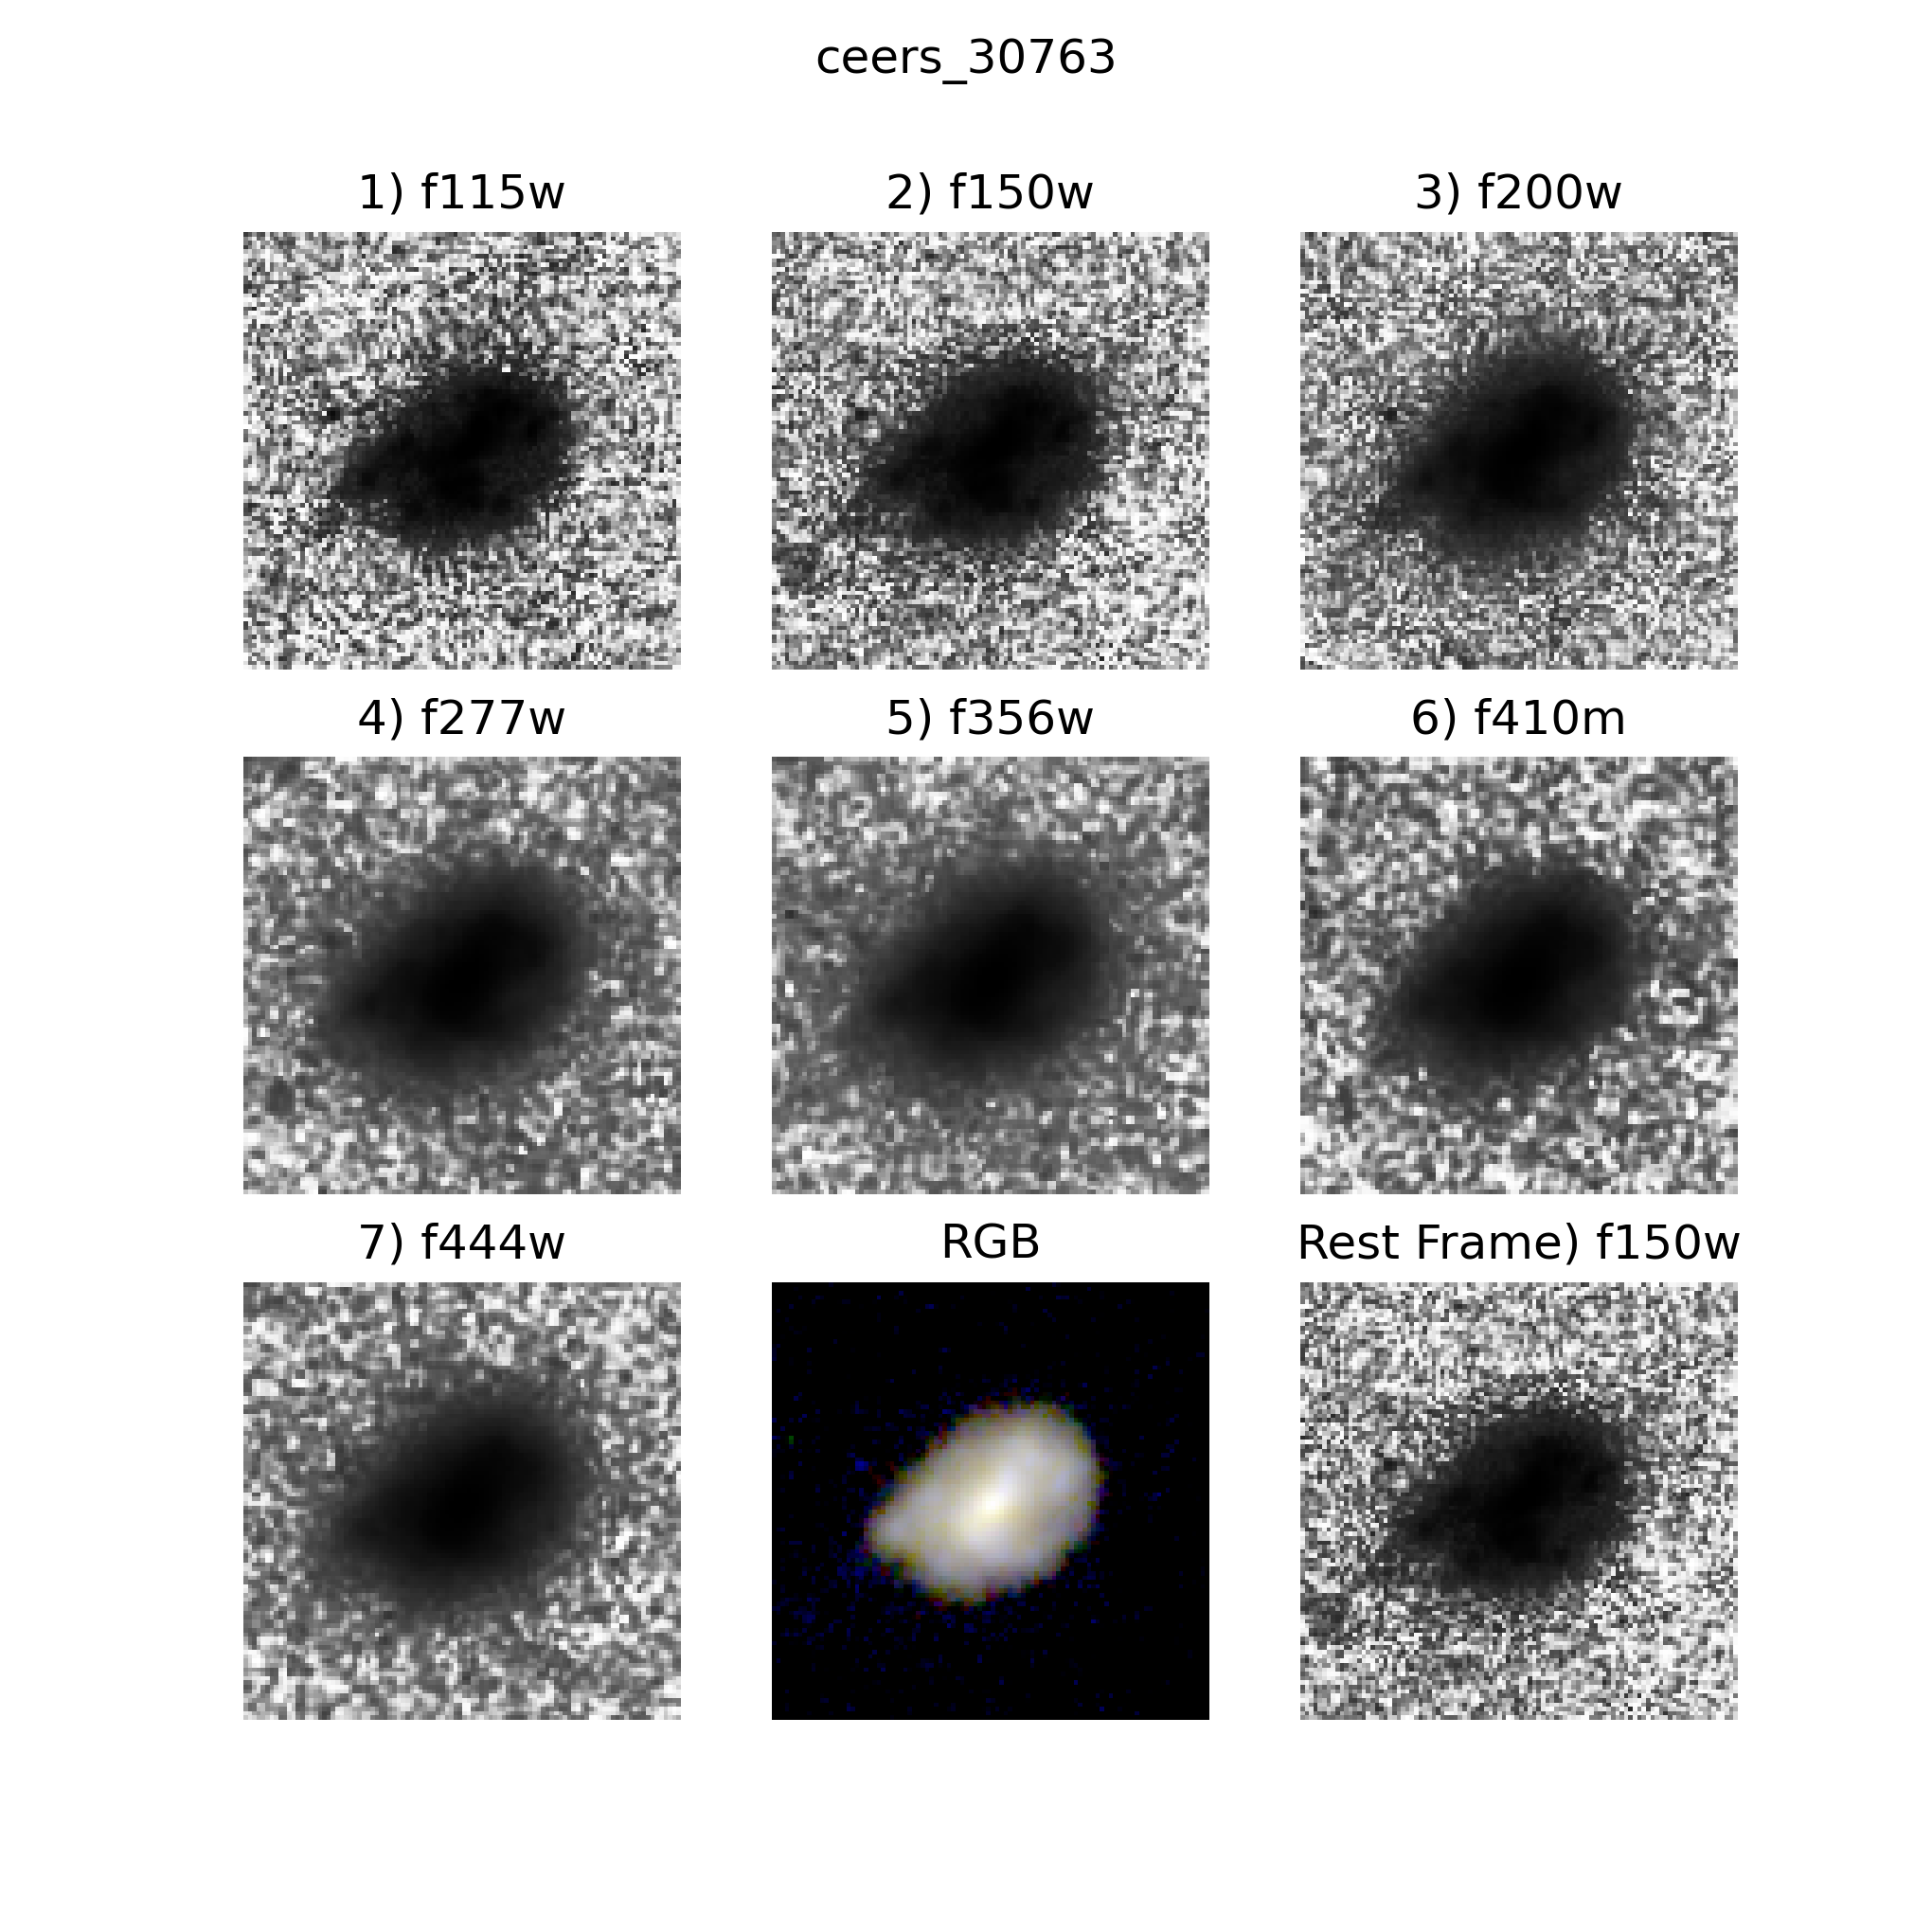 ceers_30763
1) f115w
2) f150w
3) f200w
4) f277w
5) f356w
6) f410m
7) f444w
RGB
Rest Frame) f150w